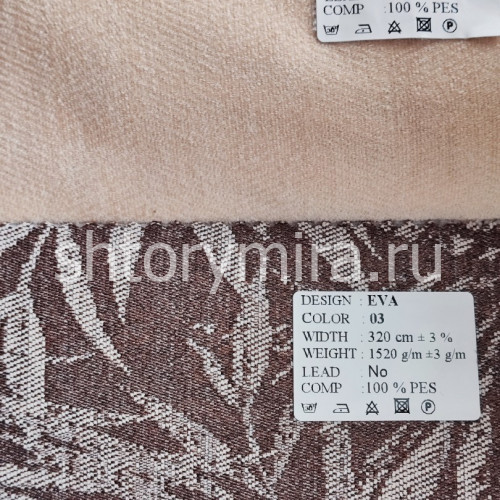 COMP : 100 % PES
shtorymira.ru
DESIGN : EVA
COLOR : 03
WIDTH : 320 cm ± 3 %
WEIGHT : 1520 g/m ±3 g/m
LEAD : No
COMP : 100 % PES